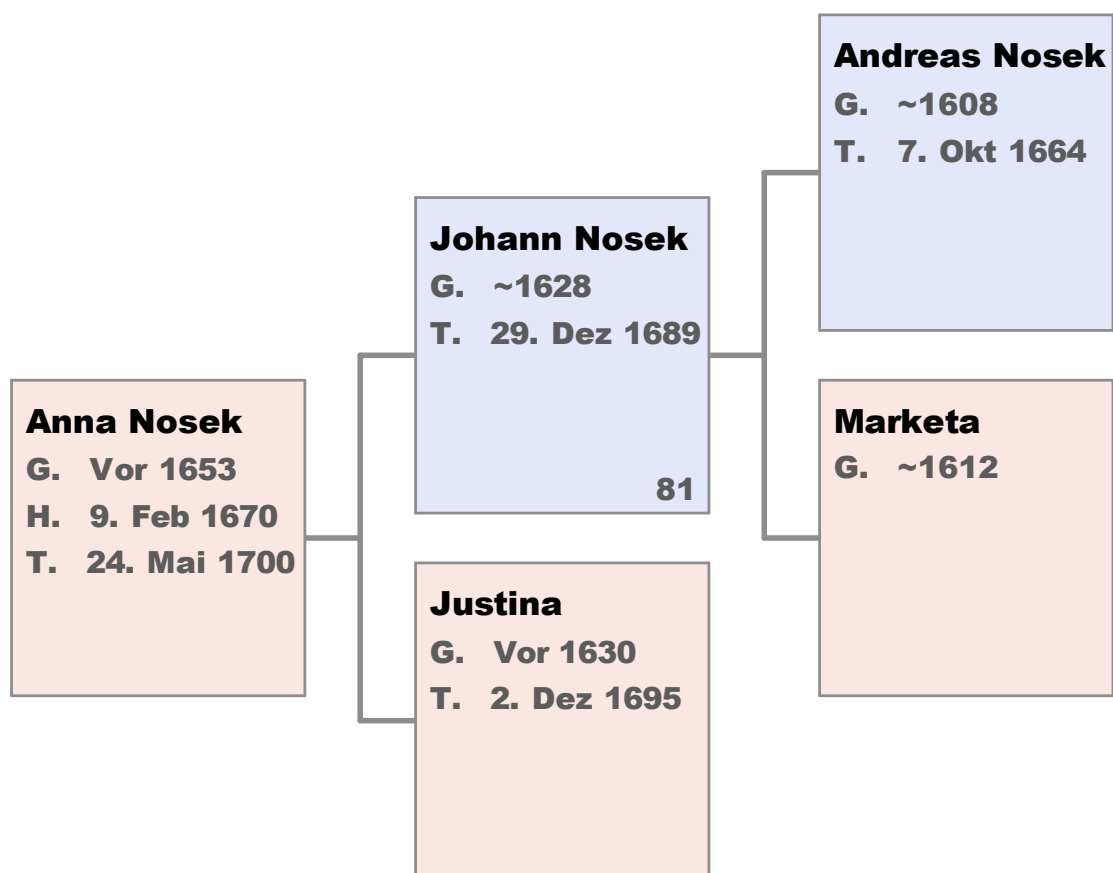 Andreas Nosek
G. ~1608
T. 7. Okt 1664
Johann Nosek
G. ~1628
T. 29. Dez 1689
81
Anna Nosek
G. Vor 1653
H. 9. Feb 1670
T. 24. Mai 1700
Marketa
G. ~1612
Justina
G. Vor 1630
T. 2. Dez 1695